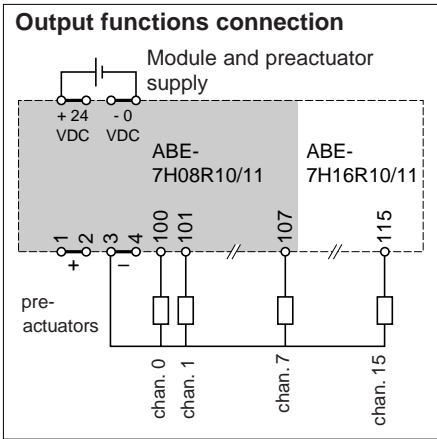 Output functions connection
Module and preactuator
supply
+ 24
VDC
- 0
VDC
ABE-
7H08R10/11
ABE-
7H16R10/11
1
2
3
4
100
101
107
115
+
–
pre-
actuators
chan. 0
chan. 1
chan. 7
chan. 15